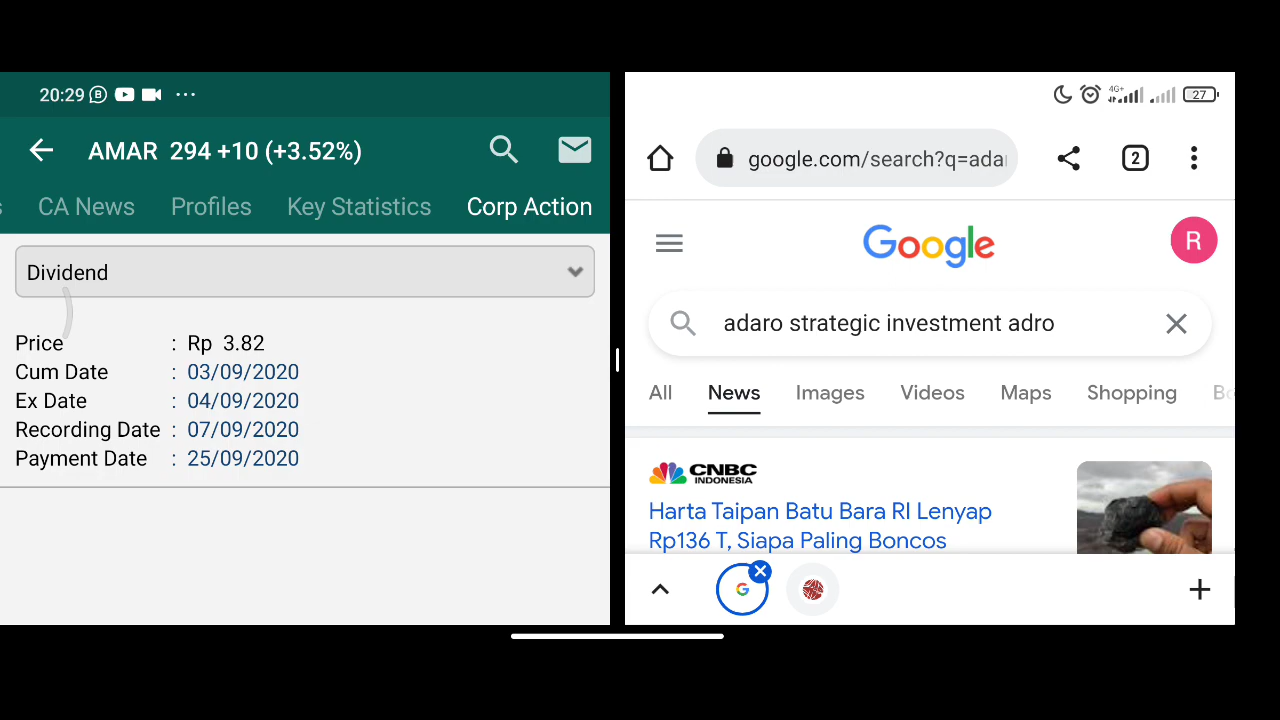 20:29
AMAR 294 +10 (+3.52%)
CA News Profiles Key Statistics Corp Action
Dividend
Price : Rp 3.82
Cum Date : 03/09/2020
Ex Date : 04/09/2020
Recording Date : 07/09/2020
Payment Date : 25/09/2020
4G+ 27
google.com/search?q=ada
2
Google
R
adaro strategic investment adro
All News Images Videos Maps Shopping
CNBC
INDONESIA
Harta Taipan Batu Bara RI Lenyap
Rp136 T, Siapa Paling Boncos
G